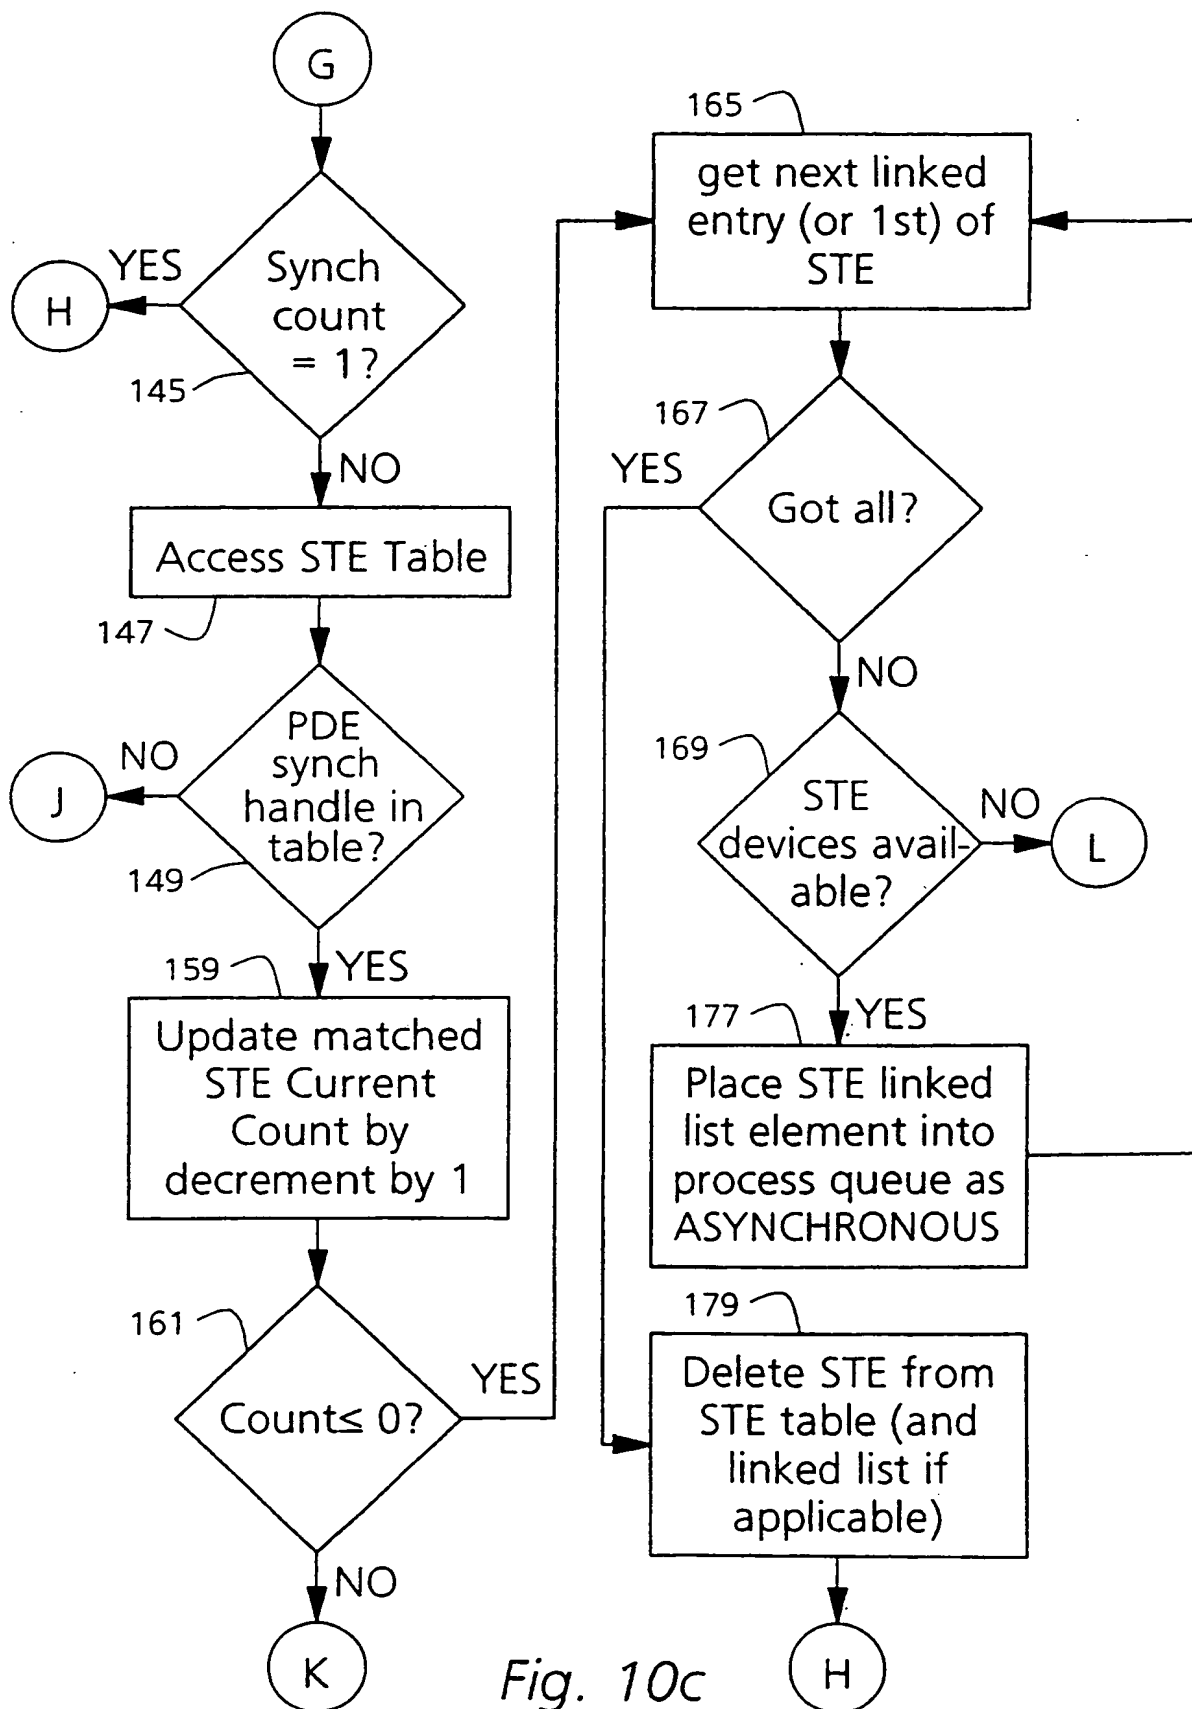 G
YES
H
Synch
count
= 1?
145
NO
Access STE Table
147
PDE
synch
handle in
table?
NO
J
149
YES
159
Update matched
STE Current
Count by
decrement by 1
161
Count≤ 0?
YES
NO
K
165
get next linked
entry (or 1st) of
STE
167
YES
Got all?
NO
169
STE
devices avail-
able?
NO
L
YES
177
Place STE linked
list element into
process queue as
ASYNCHRONOUS
179
Delete STE from
STE table (and
linked list if
applicable)
H
Fig. 10c